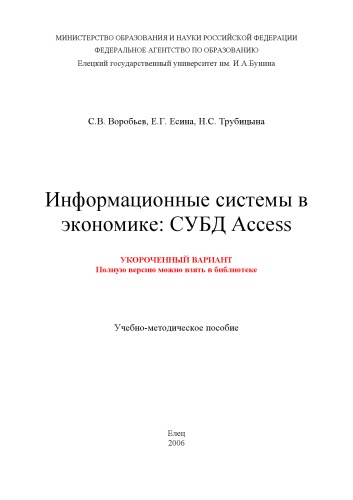 МИНИСТЕРСТВО ОБРАЗОВАНИЯ И НАУКИ РОССИЙСКОЙ ФЕДЕРАЦИИ
ФЕДЕРАЛЬНОЕ АГЕНТСТВО ПО ОБРАЗОВАНИЮ
Елецкий государственный университет им И.А.Бунина
С.В. Воробьев, Е.Г. Есина, Н.С. Трубицына
Информационные системы в
экономике: СУБД Access
УКОРОЧЕННЫЙ ВАРИАНТ
Полную версию можно взять в библиотеке
Учебно-методическое пособие
Елец
2006